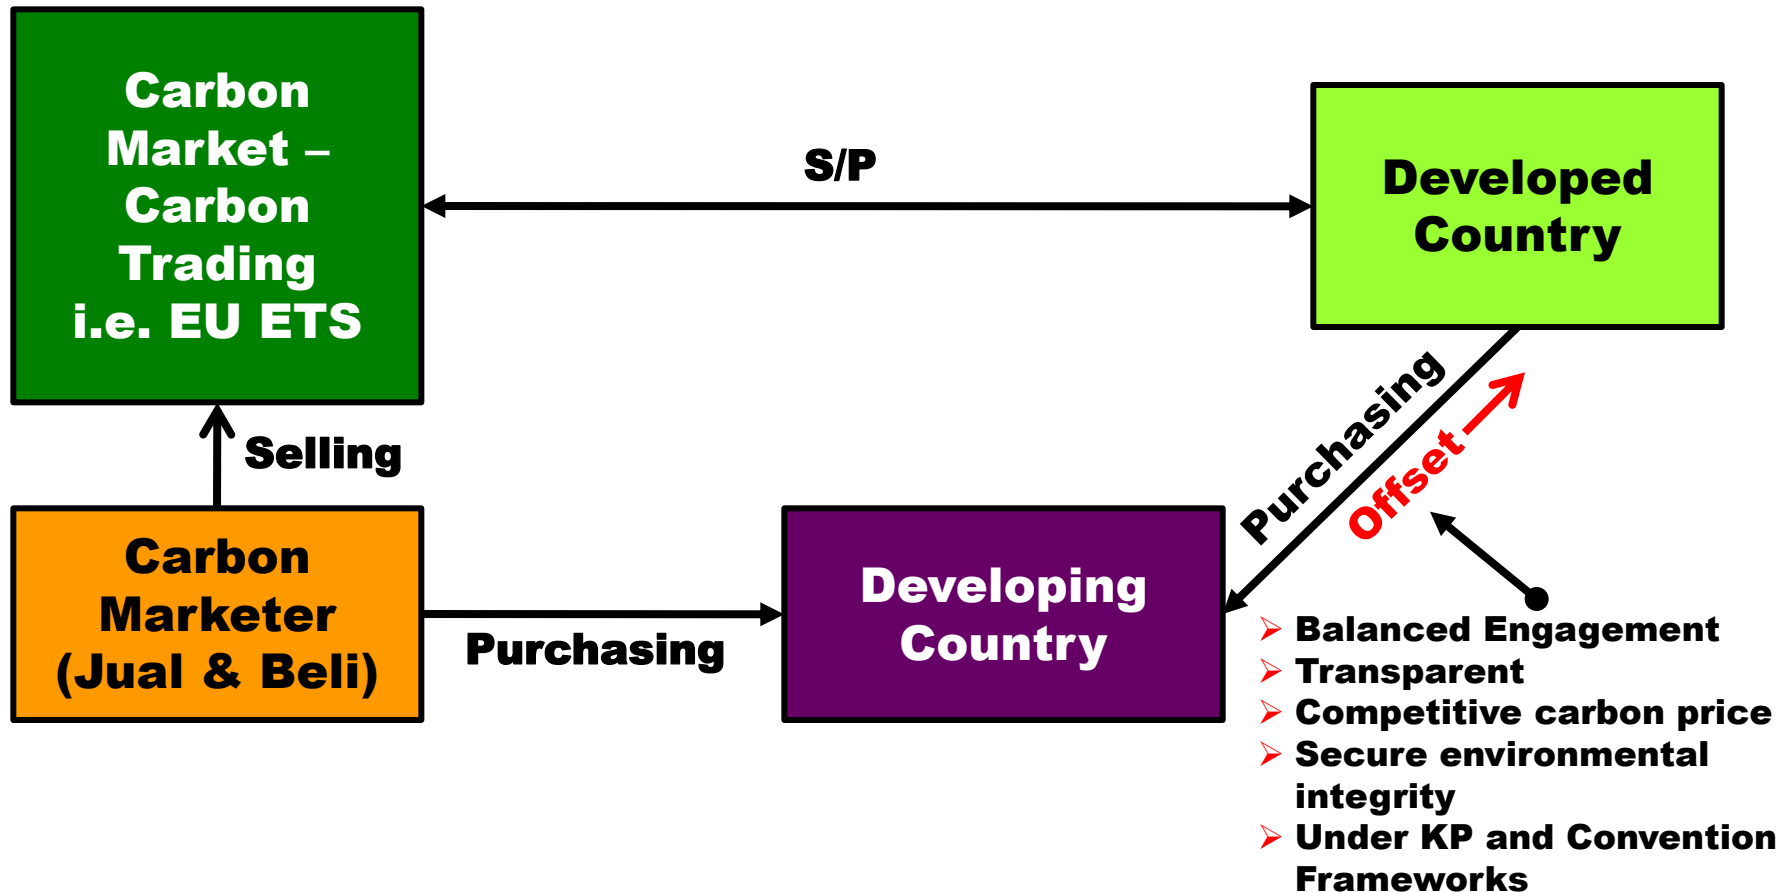 Carbon
Market –
Carbon
Trading
i.e. EU ETS
S/P
Developed
Country
Selling
Purchasing
Offset
Carbon
Marketer
(Jual & Beli)
Purchasing
Developing
Country
➢ Balanced Engagement
➢ Transparent
➢ Competitive carbon price
➢ Secure environmental
integrity
➢ Under KP and Convention
Frameworks